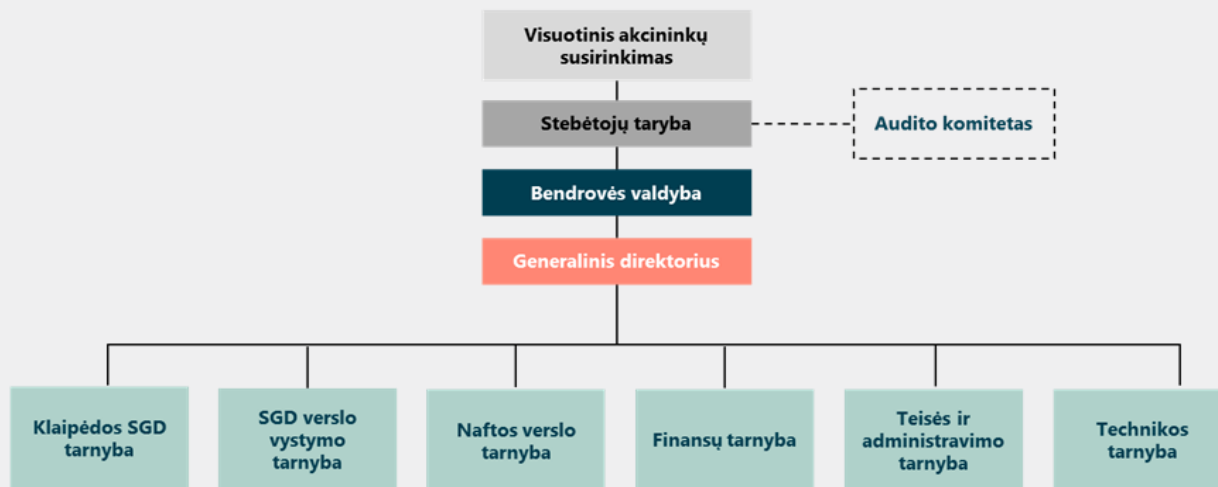 Visuotinis akcininkų
susirinkimas
Stebėtojų taryba
Audito komitetas
Bendrovės valdyba
Generalinis direktorius
Klaipėdos SGD
tarnyba
SGD verslo
vystymo
tarnyba
Naftos verslo
tarnyba
Finansų tarnyba
Teisės ir
administravimo
tarnyba
Technikos
tarnyba